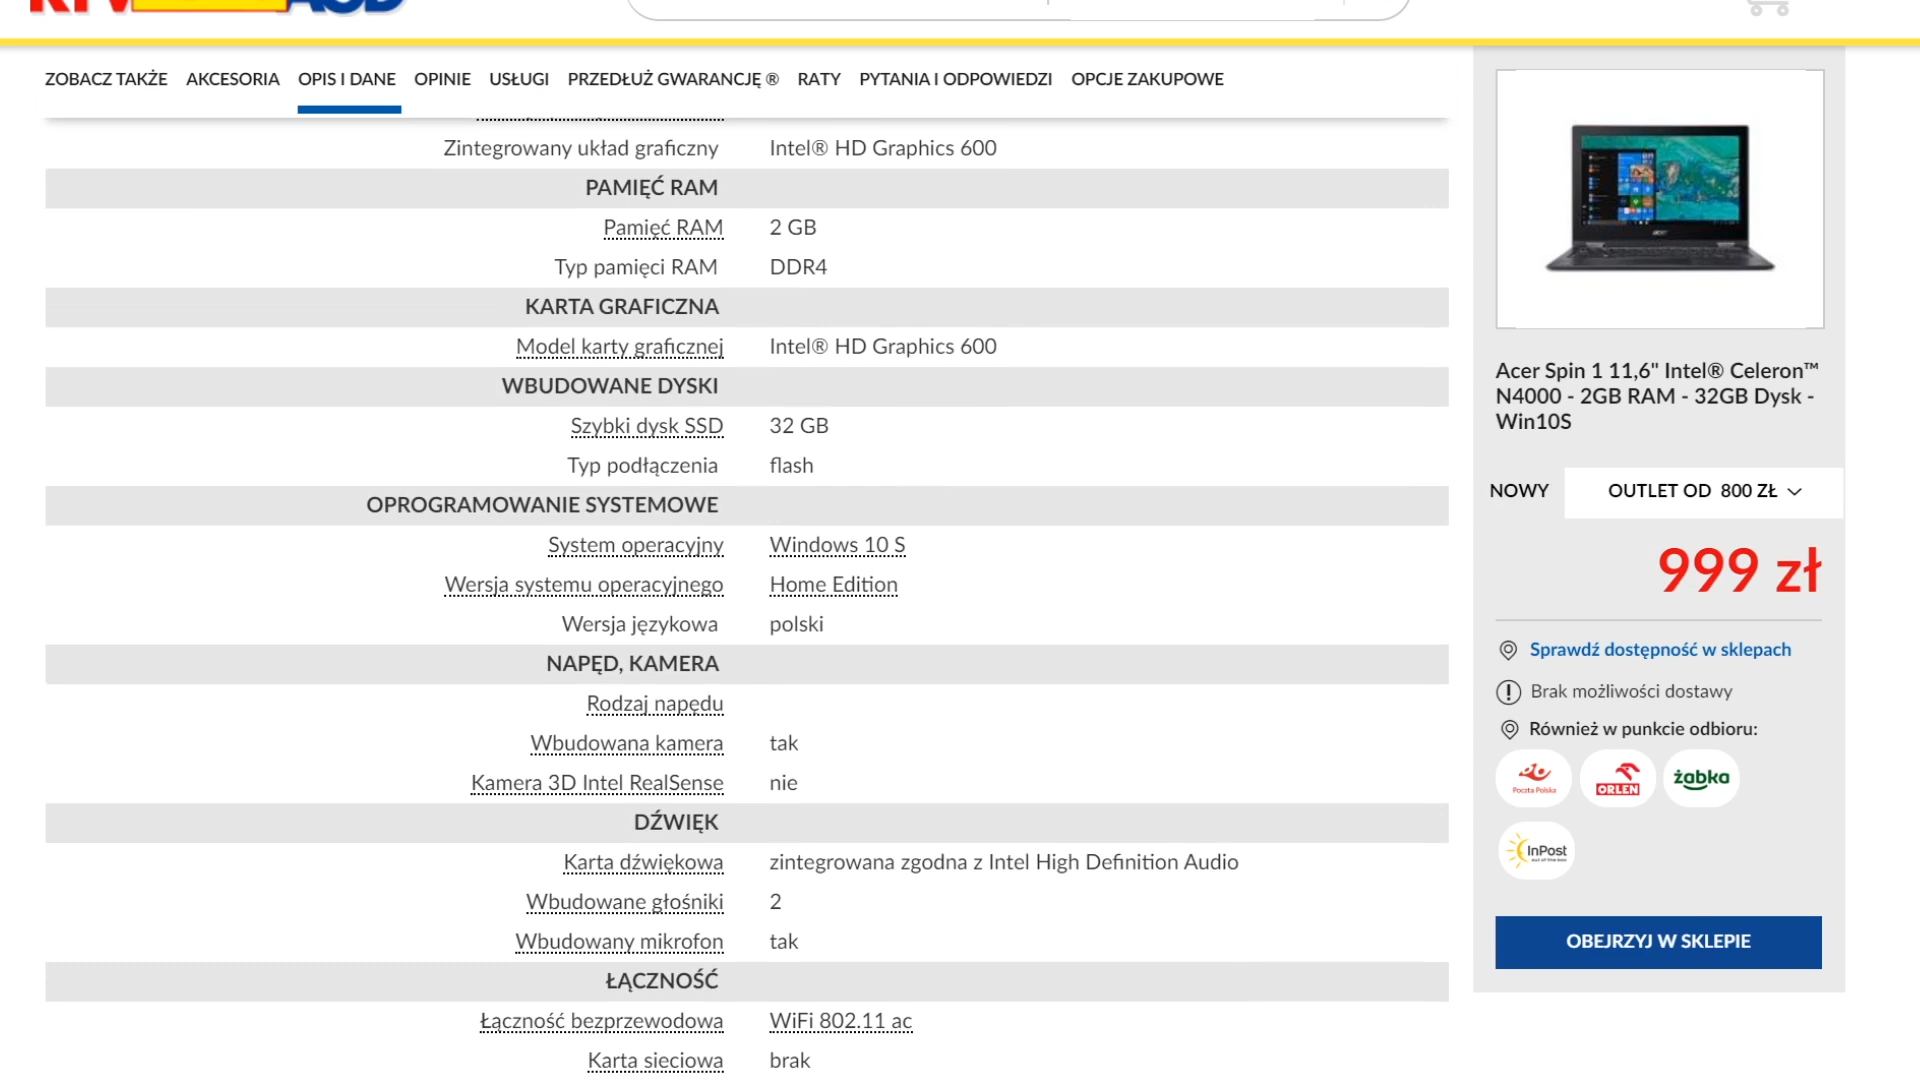 ZOBACZ TAKŻE AKCESORIA OPIS I DANE OPINIE USŁUGI PRZEDŁUŻ GWARANCJĘ ® RATY PYTANIA I ODPOWIEDZI OPCJE ZAKUPOWE
Zintegrowany układ graficzny Intel® HD Graphics 600
PAMIĘĆ RAM
Pamięć RAM 2 GB
Typ pamięci RAM DDR4
KARTA GRAFICZNA
Model karty graficznej Intel® HD Graphics 600
WBUDOWANE DYSKI
Szybki dysk SSD 32 GB
Typ podłączenia flash
OPROGRAMOWANIE SYSTEMOWE
System operacyjny Windows 10 S
Wersja systemu operacyjnego Home Edition
Wersja językowa polski
NAPĘD, KAMERA
Rodzaj napędu
Wbudowana kamera tak
Kamera 3D Intel RealSense nie
DŹWIĘK
Karta dźwiękowa zintegrowana zgodna z Intel High Definition Audio
Wbudowane głośniki 2
Wbudowany mikrofon tak
ŁĄCZNOŚĆ
Łączność bezprzewodowa WiFi 802.11 ac
Karta sieciowa brak
acer
Acer Spin 1 11,6" Intel® Celeron™
N4000 - 2GB RAM - 32GB Dysk -
Win10S
NOWY OUTLET OD 800 ZŁ
999 zł
Sprawdź dostępność w sklepach
Brak możliwości dostawy
Również w punkcie odbioru:
Poczta Polska ORLEN żabka
InPost
OBEJRZYJ W SKLEPIE